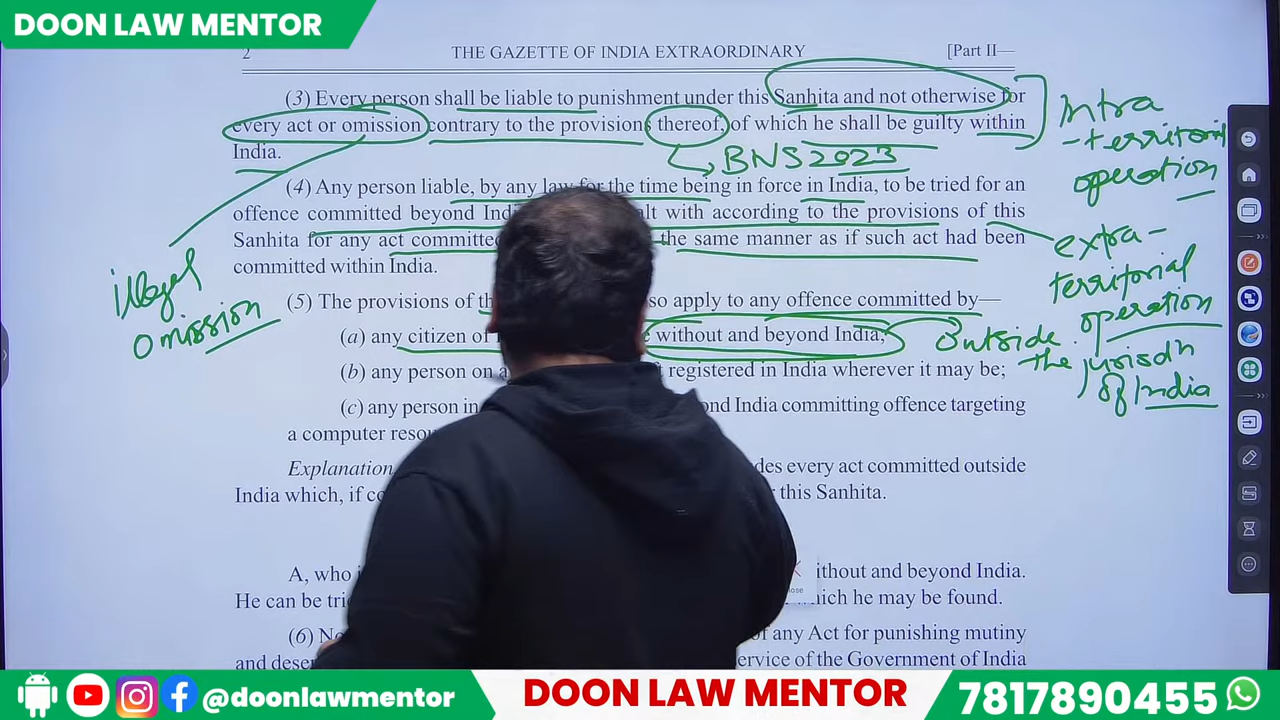 DOON LAW MENTOR
2 THE GAZETTE OF INDIA EXTRAORDINARY [Part II—
(3) Every person shall be liable to punishment under this Sanhita and not otherwise for
every act or omission contrary to the provisions thereof, of which he shall be guilty within
India.
Intra
-territorial
operation
BNS 2023
(4) Any person liable, by any law for the time being in force in India, to be tried for an
offence committed beyond Ind alt with according to the provisions of this
Sanhita for any act committed the same manner as if such act had been
committed within India.
extra-
territorial
operation
illegal
omission
(5) The provisions of so apply to any offence committed by—
(a) any citizen of without and beyond India;
outside
the jurisdn
of India
(b) any person on registered in India wherever it may be;
(c) any person in ond India committing offence targeting
a computer resou
Explanation des every act committed outside
India which, if co this Sanhita.
A, who ithout and beyond India.
He can be tri hich he may be found.
(6) No of any Act for punishing mutiny
and deser ervice of the Government of India
@doonlawmentor
DOON LAW MENTOR
7817890455